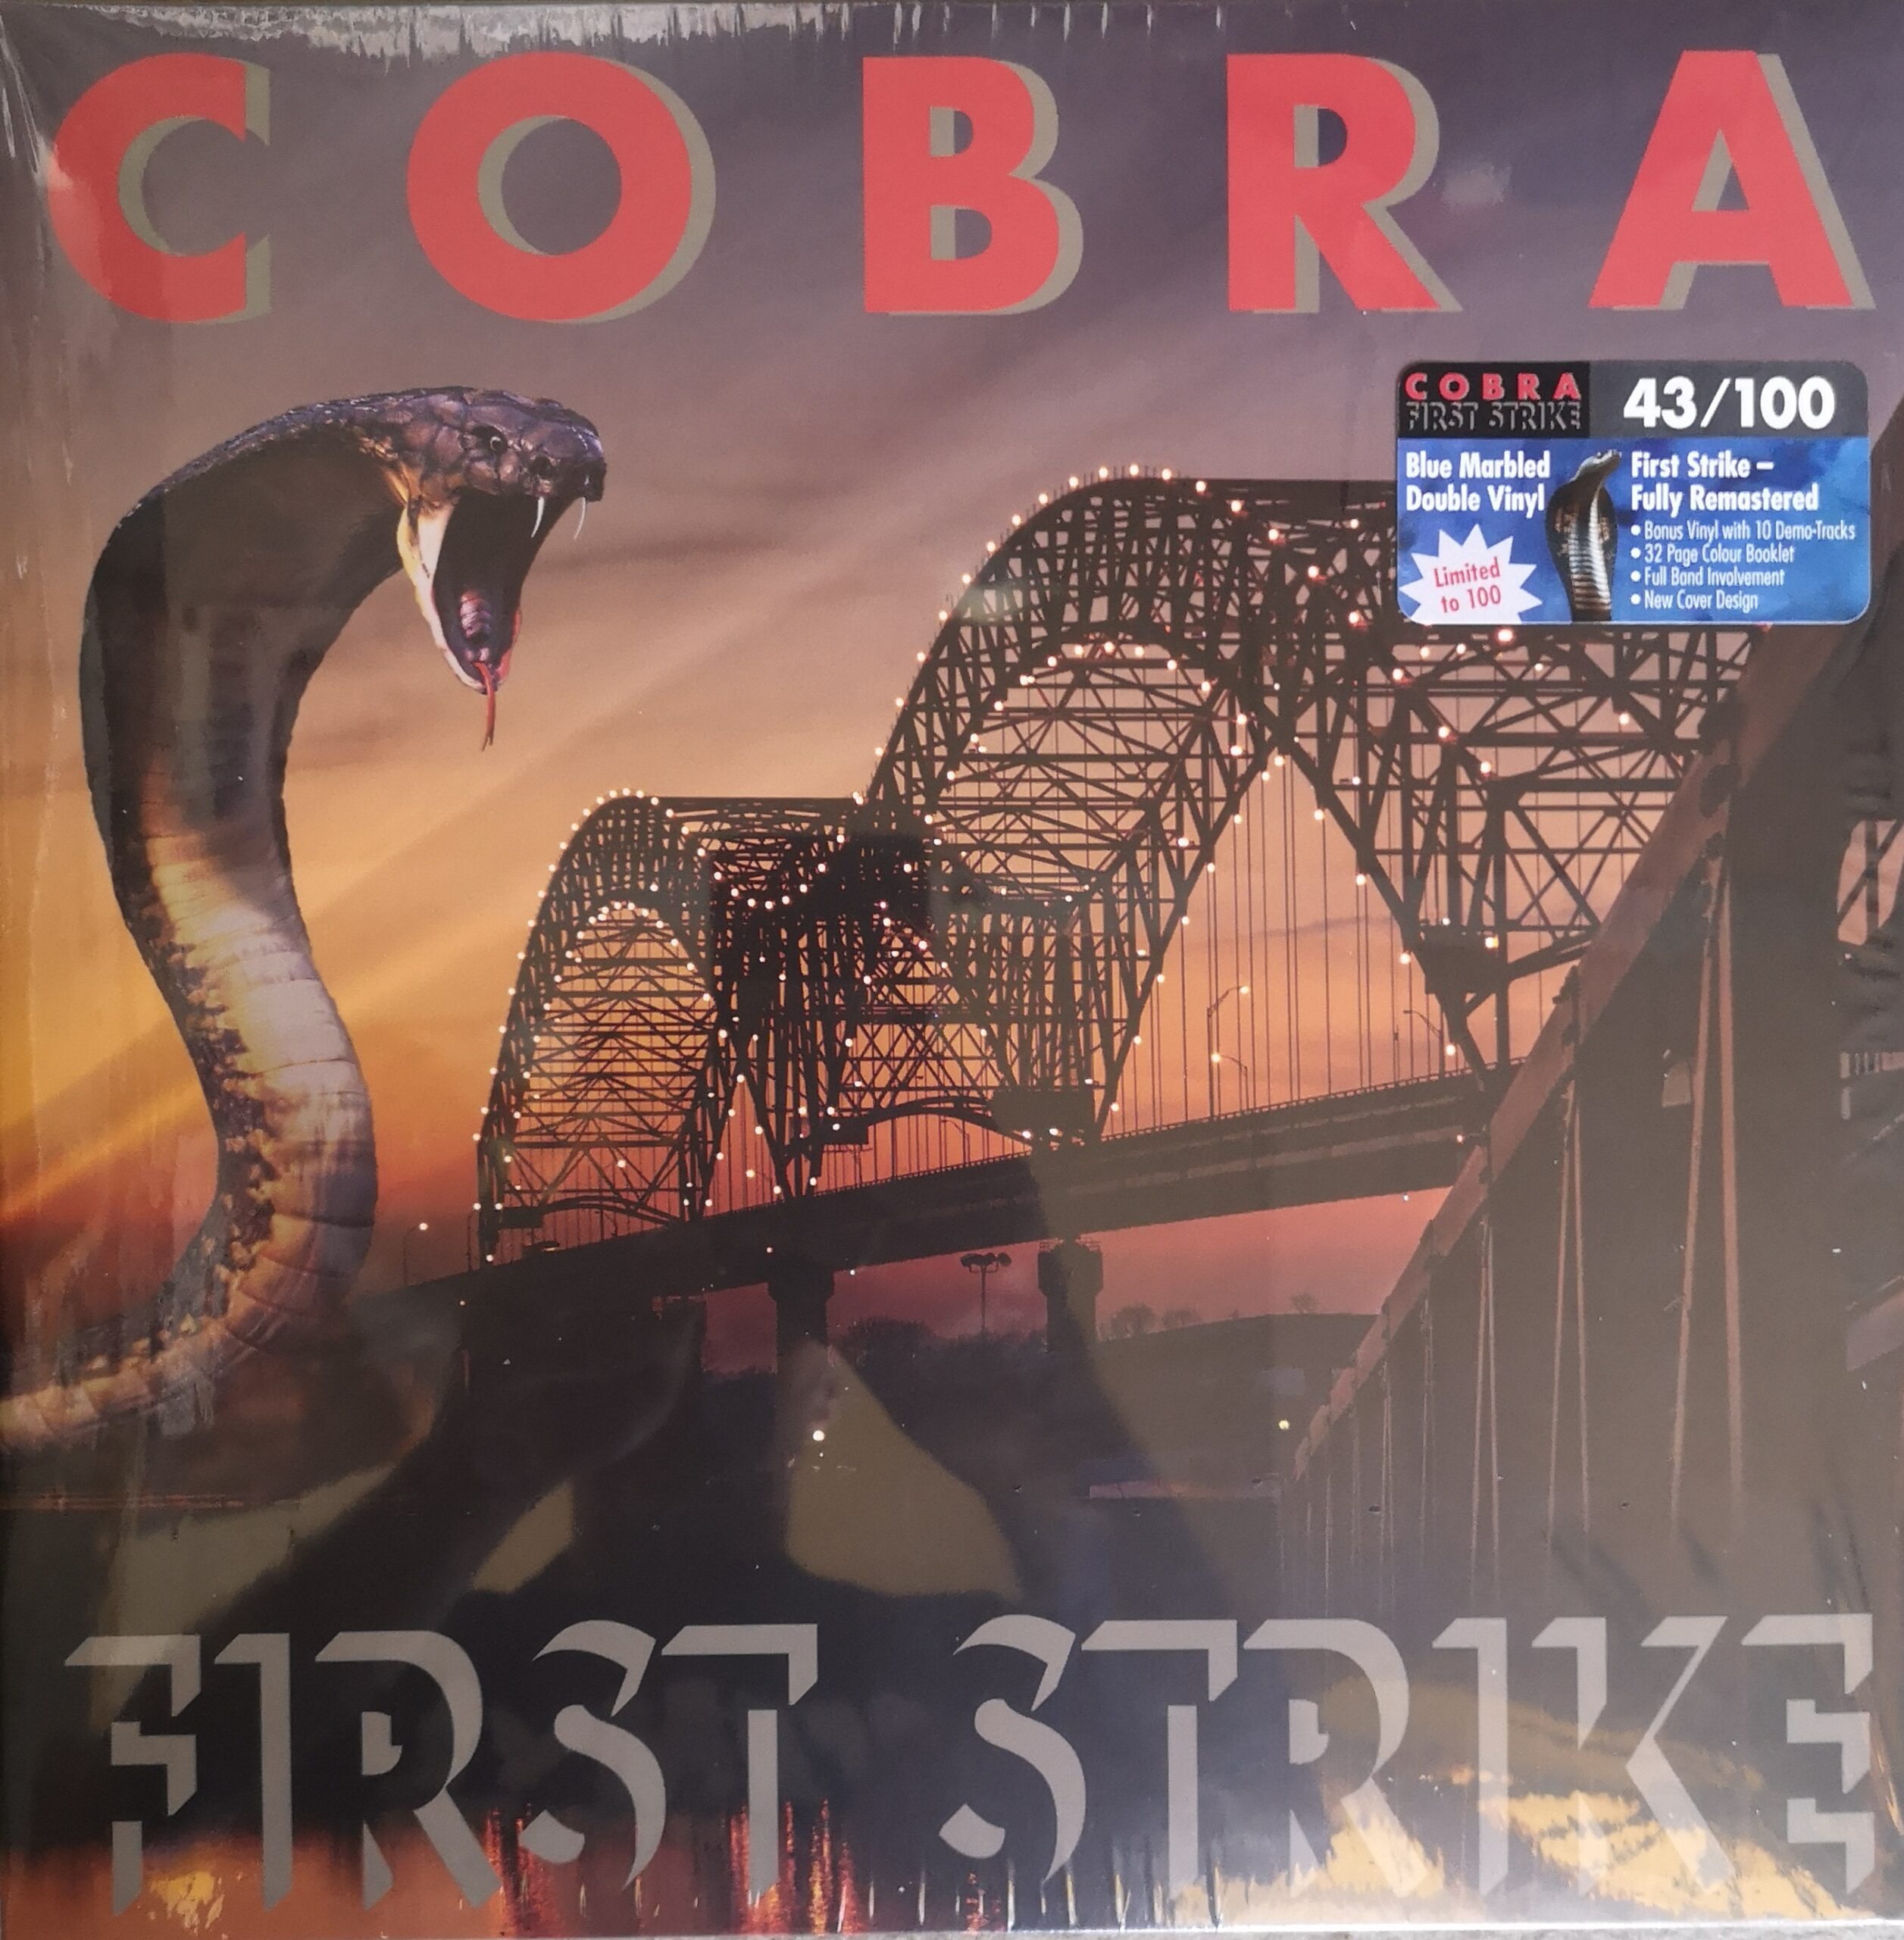 COBRA
COBRA
FIRST STRIKE
43/100
Blue Marbled
Double Vinyl
Limited
to 100
First Strike –
Fully Remastered
• Bonus Vinyl with 10 Demo-Tracks
• 32 Page Colour Booklet
• Full Band Involvement
• New Cover Design
FIRST STRIKE